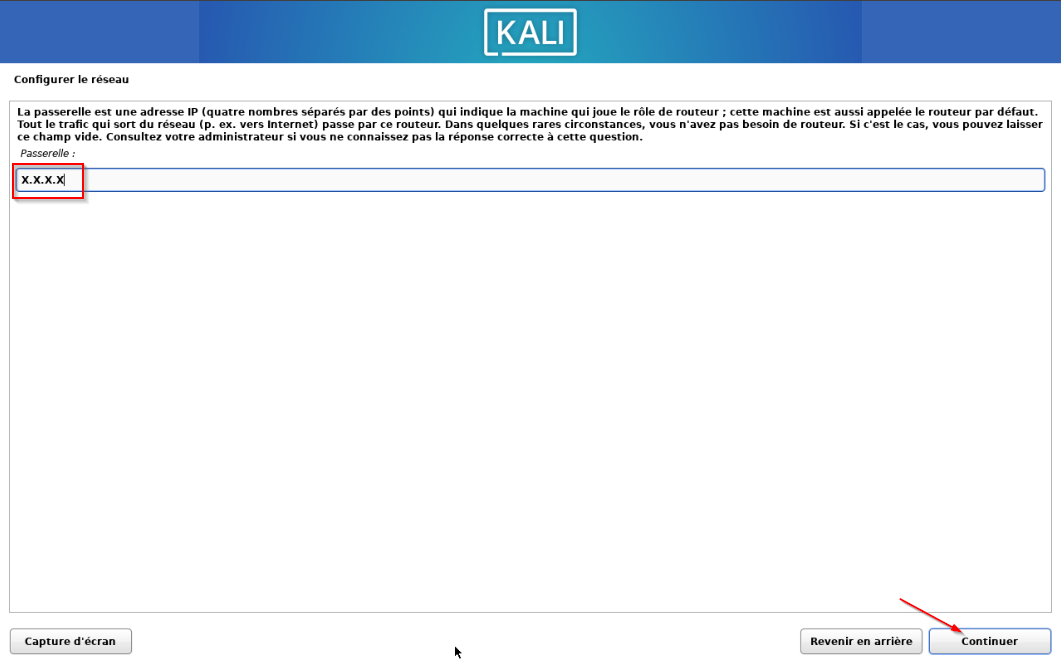 KALI
Configurer le réseau
La passerelle est une adresse IP (quatre nombres séparés par des points) qui indique la machine qui joue le rôle de routeur ; cette machine est aussi appelée le routeur par défaut.
Tout le trafic qui sort du réseau (p. ex. vers Internet) passe par ce routeur. Dans quelques rares circonstances, vous n'avez pas besoin de routeur. Si c'est le cas, vous pouvez laisser
ce champ vide. Consultez votre administrateur si vous ne connaissez pas la réponse correcte à cette question.
Passerelle :
X.X.X.X
Capture d'écran
Revenir en arrière
Continuer